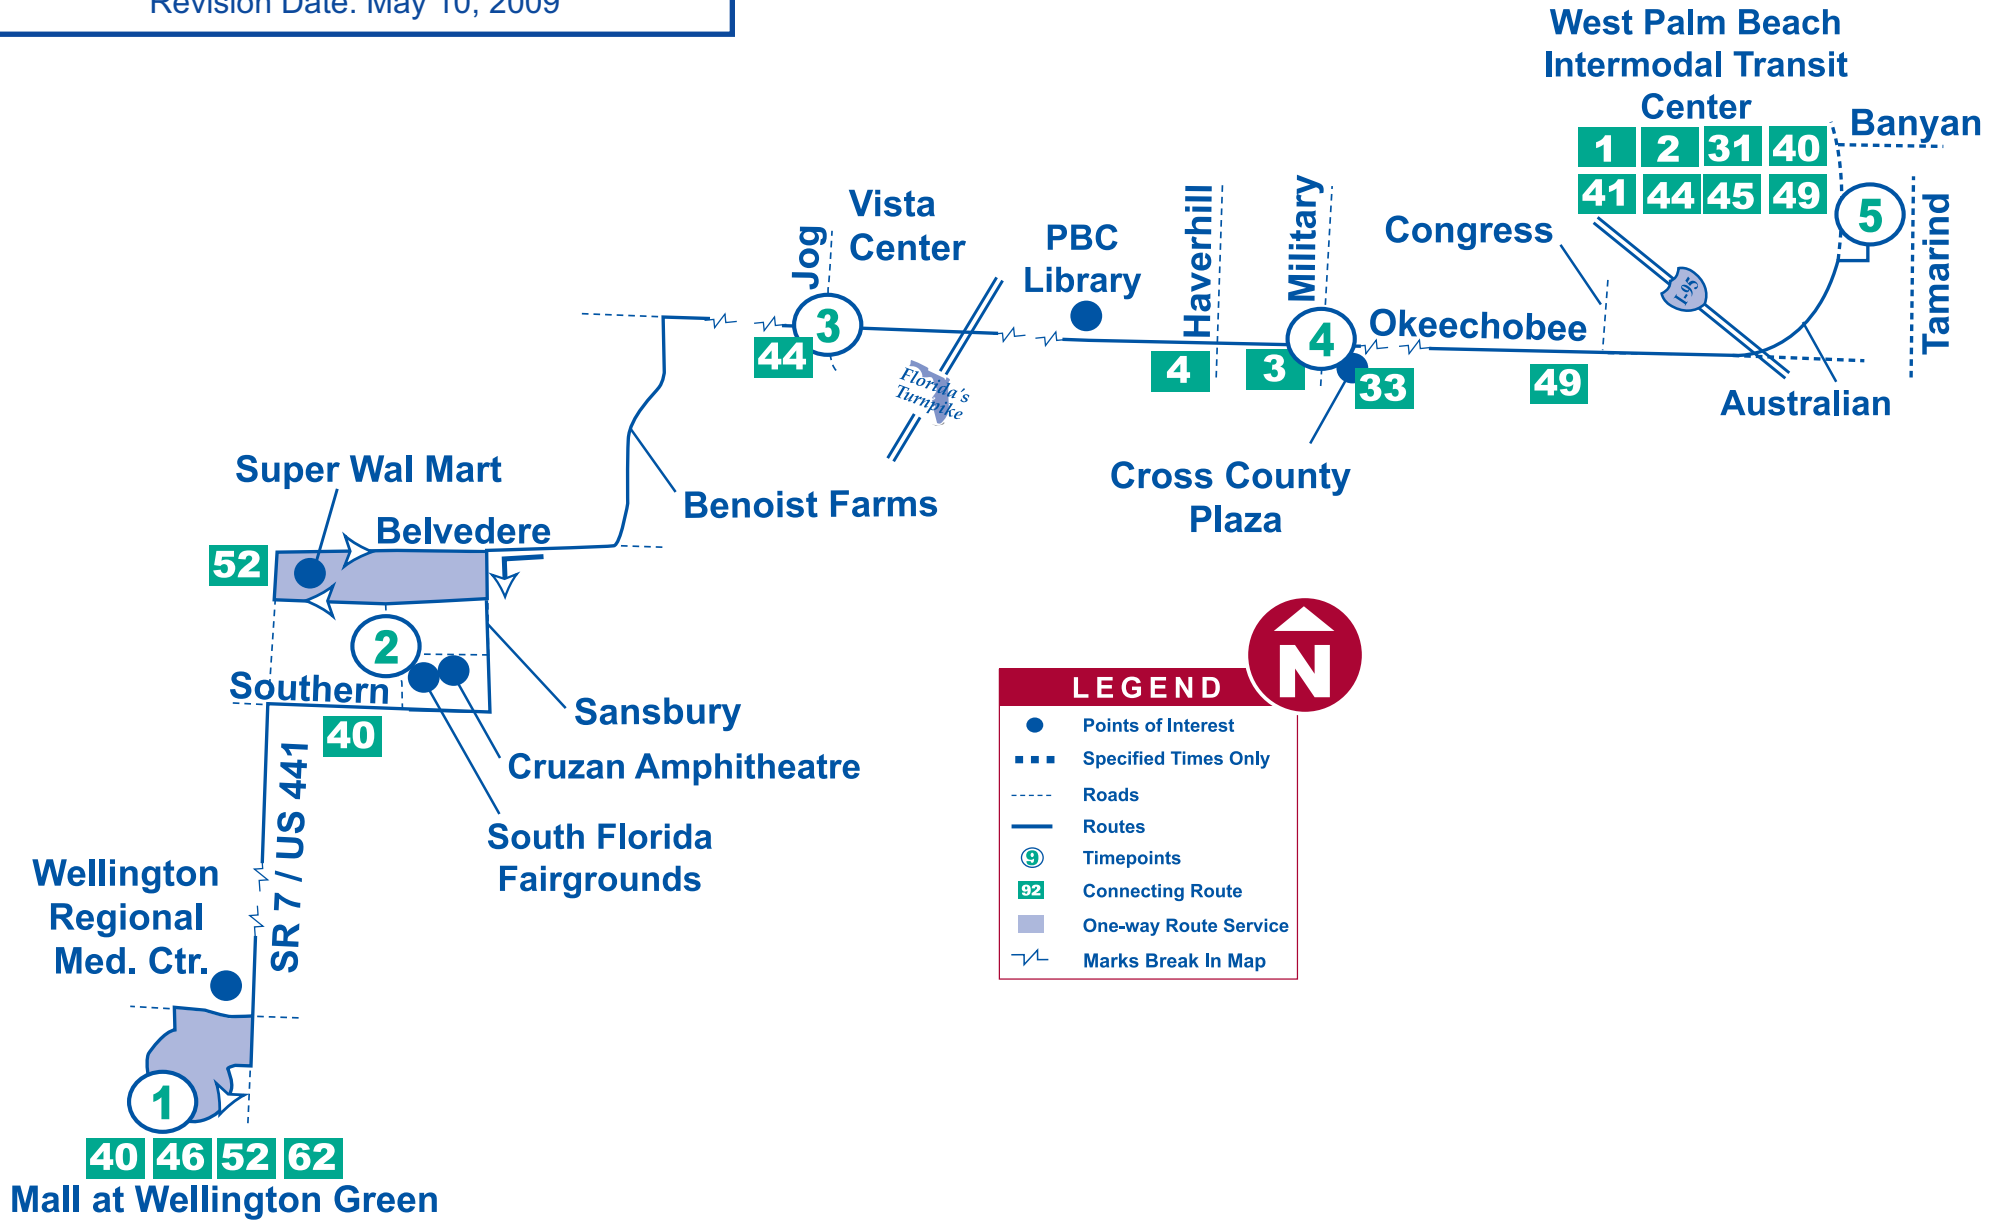 Revision Date: May 10, 2009
West Palm Beach
Intermodal Transit
Center
1 2 31 40
41 44 45 49
Banyan
5
Tamarind
Vista
Center
Jog
3
44
PBC
Library
Haverhill
4
Military
4
3
33
Congress
Okeechobee
49
I-95
Australian
Florida's
Turnpike
Cross County
Plaza
Benoist Farms
Super Wal Mart
Belvedere
52
2
Southern
40
Sansbury
Cruzan Amphitheatre
South Florida
Fairgrounds
SR 7 / US 441
Wellington
Regional
Med. Ctr.
1
40 46 52 62
Mall at Wellington Green
N
LEGEND
Points of Interest
Specified Times Only
Roads
Routes
9 Timepoints
92 Connecting Route
One-way Route Service
Marks Break In Map